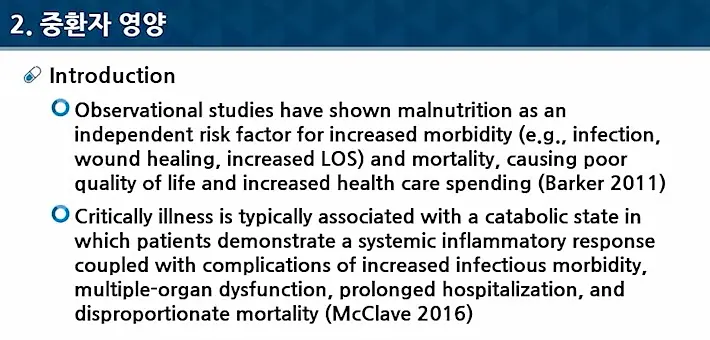 2. 중환자 영양
Introduction
Observational studies have shown malnutrition as an
independent risk factor for increased morbidity (e.g., infection,
wound healing, increased LOS) and mortality, causing poor
quality of life and increased health care spending (Barker 2011)
Critically illness is typically associated with a catabolic state in
which patients demonstrate a systemic inflammatory response
coupled with complications of increased infectious morbidity,
multiple-organ dysfunction, prolonged hospitalization, and
disproportionate mortality (McClave 2016)